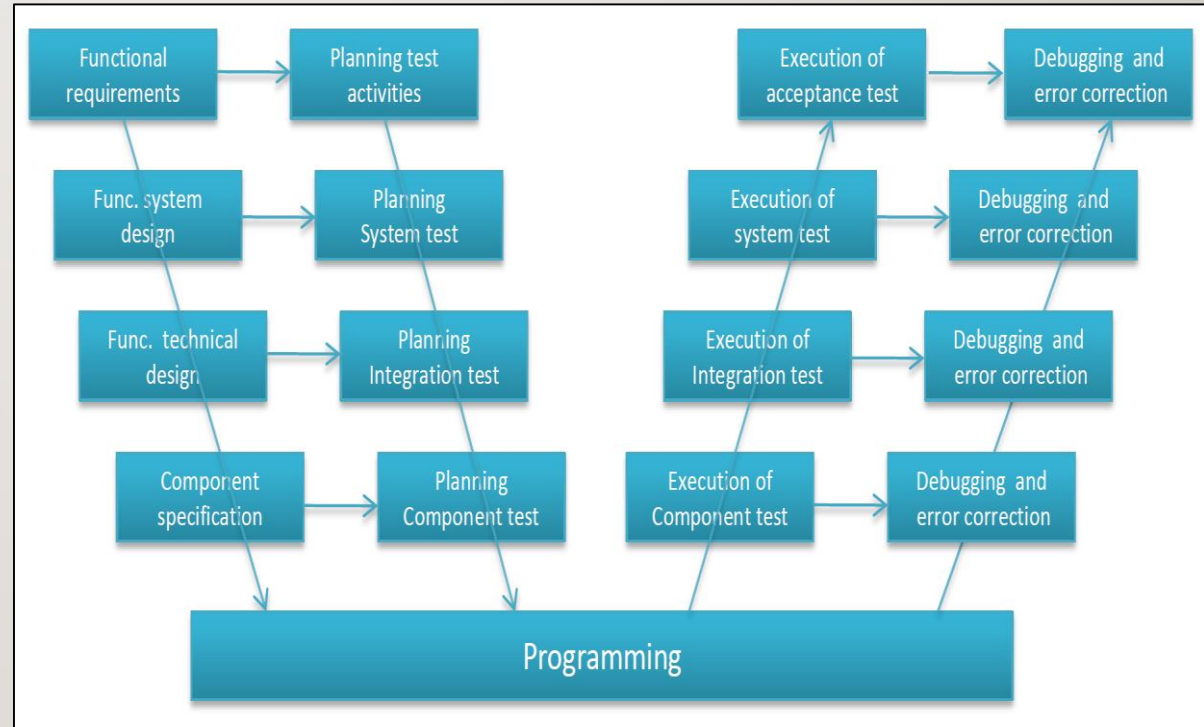 Functional
requirements
Planning test
activities
Execution of
acceptance test
Debugging and
error correction
Func. system
design
Planning
System test
Execution of
system test
Debugging and
error correction
Func. technical
design
Planning
Integration test
Execution of
Integration test
Debugging and
error correction
Component
specification
Planning
Component test
Execution of
Component test
Debugging and
error correction
Programming